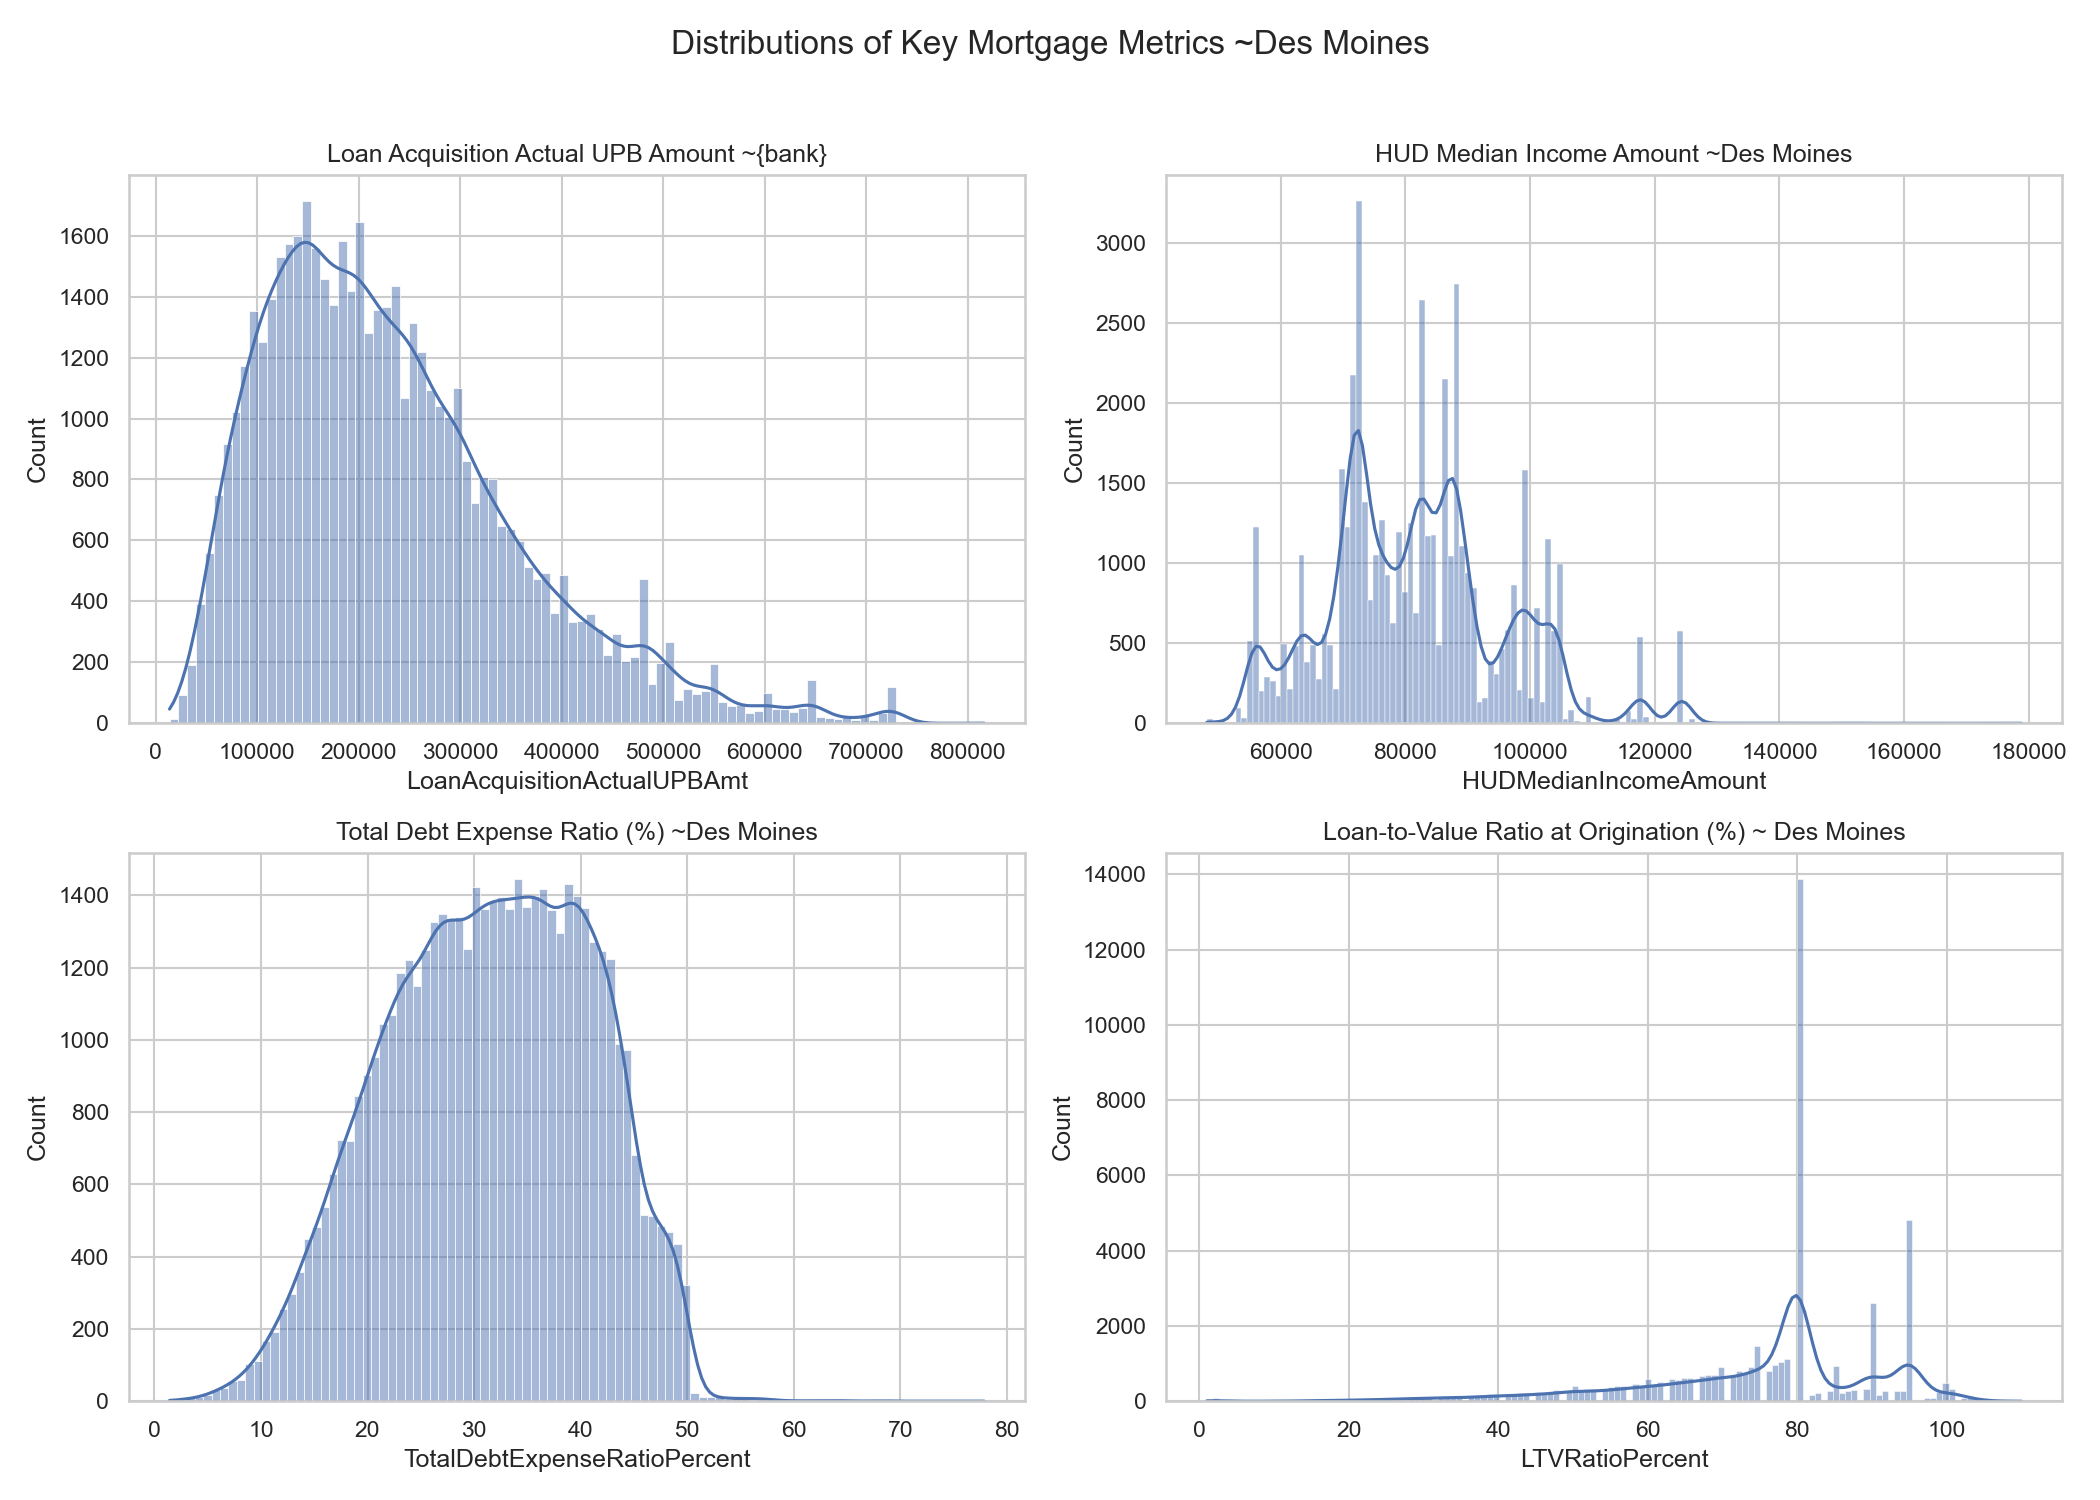 Distributions of Key Mortgage Metrics ~Des Moines
Loan Acquisition Actual UPB Amount ~{bank}
Count
1600
1400
1200
1000
800
600
400
200
0
0 100000 200000 300000 400000 500000 600000 700000 800000
LoanAcquisitionActualUPBAmt
HUD Median Income Amount ~Des Moines
Count
3000
2500
2000
1500
1000
500
0
60000 80000 100000 120000 140000 160000 180000
HUDMedianIncomeAmount
Total Debt Expense Ratio (%) ~Des Moines
Count
1400
1200
1000
800
600
400
200
0
0 10 20 30 40 50 60 70 80
TotalDebtExpenseRatioPercent
Loan-to-Value Ratio at Origination (%) ~ Des Moines
Count
14000
12000
10000
8000
6000
4000
2000
0
0 20 40 60 80 100
LTVRatioPercent